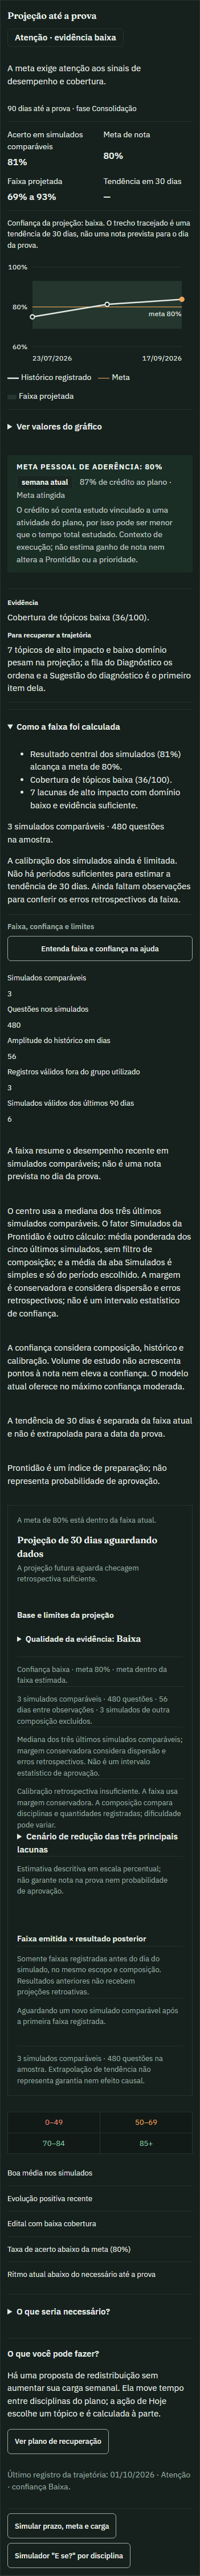 Projeção até a prova
Atenção · evidência baixa
A meta exige atenção aos sinais de
desempenho e cobertura.
90 dias até a prova · fase Consolidação
Acerto em simulados
comparáveis
81%
Meta de nota
80%
Faixa projetada
69% a 93%
Tendência em 30 dias
—
Confiança da projeção: baixa. O trecho tracejado é uma
tendência de 30 dias, não uma nota prevista para o dia
da prova.
100%
80%
60%
meta 80%
23/07/2026
17/09/2026
Histórico registrado
Meta
Faixa projetada
Ver valores do gráfico
META PESSOAL DE ADERÊNCIA: 80%
semana atual 87% de crédito ao plano ·
Meta atingida
O crédito só conta estudo vinculado a uma
atividade do plano, por isso pode ser menor
que o tempo total estudado. Contexto de
execução; não estima ganho de nota nem
altera a Prontidão ou a prioridade.
Evidência
Cobertura de tópicos baixa (36/100).
Para recuperar a trajetória
7 tópicos de alto impacto e baixo domínio
pesam na projeção; a fila do Diagnóstico os
ordena e a Sugestão do diagnóstico é o primeiro
item dela.
Como a faixa foi calculada
• Resultado central dos simulados (81%)
alcança a meta de 80%.
• Cobertura de tópicos baixa (36/100).
• 7 lacunas de alto impacto com domínio
baixo e evidência suficiente.
3 simulados comparáveis · 480 questões
na amostra.
A calibração dos simulados ainda é limitada.
Não há períodos suficientes para estimar a
tendência de 30 dias. Ainda faltam observações
para conferir os erros retrospectivos da faixa.
Faixa, confiança e limites
Entenda faixa e confiança na ajuda
Simulados comparáveis
3
Questões nos simulados
480
Amplitude do histórico em dias
56
Registros válidos fora do grupo utilizado
3
Simulados válidos dos últimos 90 dias
6
A faixa resume o desempenho recente em
simulados comparáveis; não é uma nota
prevista no dia da prova.
O centro usa a mediana dos três últimos
simulados comparáveis. O fator Simulados da
Prontidão é outro cálculo: média ponderada dos
cinco últimos simulados, sem filtro de
composição; e a média da aba Simulados é
simples e só do período escolhido. A margem
é conservadora e considera dispersão e erros
retrospectivos; não é um intervalo estatístico
de confiança.
A confiança considera composição, histórico e
calibração. Volume de estudo não acrescenta
pontos à nota nem eleva a confiança. O modelo
atual oferece no máximo confiança moderada.
A tendência de 30 dias é separada da faixa atual
e não é extrapolada para a data da prova.
Prontidão é um índice de preparação; não
representa probabilidade de aprovação.
A meta de 80% está dentro da faixa atual.
Projeção de 30 dias aguardando
dados
A projeção futura aguarda checagem
retrospectiva suficiente.
Base e limites da projeção
Qualidade da evidência: Baixa
Confiança baixa · meta 80% · meta dentro da
faixa estimada.
3 simulados comparáveis · 480 questões · 56
dias entre observações · 3 simulados de outra
composição excluídos.
Mediana dos três últimos simulados comparáveis;
margem conservadora considera dispersão e
erros retrospectivos. Não é um intervalo
estatístico de aprovação.
Calibração retrospectiva insuficiente. A faixa usa
margem conservadora. A composição compara
disciplinas e quantidades registradas; dificuldade
pode variar.
Cenário de redução das três principais
lacunas
Estimativa descritiva em escala percentual;
não garante nota na prova nem probabilidade
de aprovação.
Faixa emitida × resultado posterior
Somente faixas registradas antes do dia do
simulado, no mesmo escopo e composição.
Resultados anteriores não recebem
projeções retroativas.
Aguardando um novo simulado comparável após
a primeira faixa registrada.
3 simulados comparáveis · 480 questões na
amostra. Extrapolação de tendência não
representa garantia nem efeito causal.
0–49
50–69
70–84
85+
Boa média nos simulados
Evolução positiva recente
Edital com baixa cobertura
Taxa de acerto abaixo da meta (80%)
Ritmo atual abaixo do necessário até a prova
O que seria necessário?
O que você pode fazer?
Há uma proposta de redistribuição sem
aumentar sua carga semanal. Ela move tempo
entre disciplinas do plano; a ação de Hoje
escolhe um tópico e é calculada à parte.
Ver plano de recuperação
Último registro da trajetória: 01/10/2026 · Atenção
· confiança Baixa.
Simular prazo, meta e carga
Simulador "E se?" por disciplina